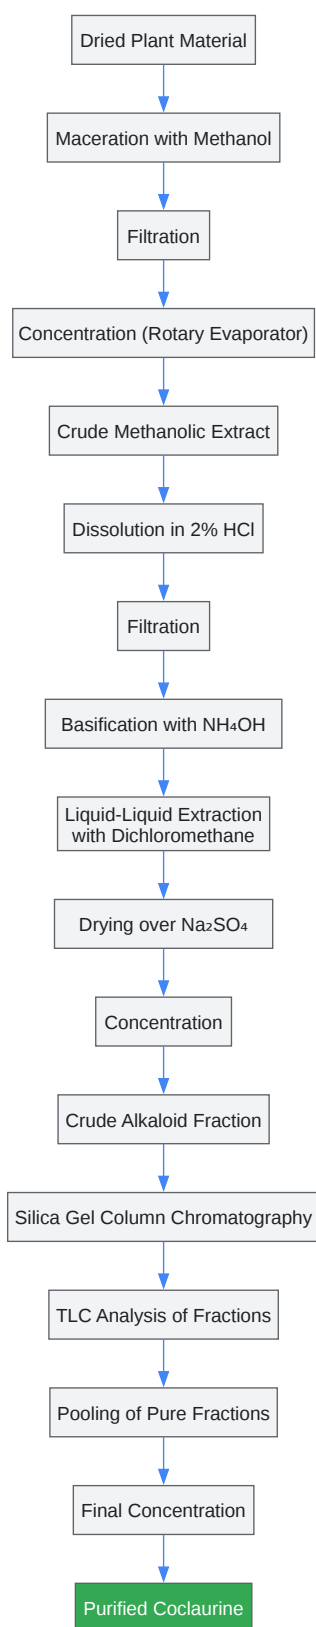 Dried Plant Material
Maceration with Methanol
Filtration
Concentration (Rotary Evaporator)
Crude Methanolic Extract
Dissolution in 2% HCl
Filtration
Basification with NH₄OH
Liquid-Liquid Extraction
with Dichloromethane
Drying over Na₂SO₄
Concentration
Crude Alkaloid Fraction
Silica Gel Column Chromatography
TLC Analysis of Fractions
Pooling of Pure Fractions
Final Concentration
Purified Coclaurine